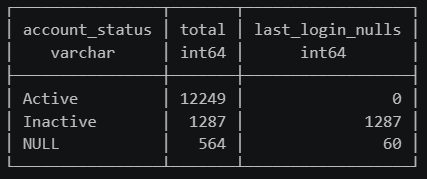 account_status total last_login_nulls
varchar int64 int64
Active 12249 0
Inactive 1287 1287
NULL 564 60